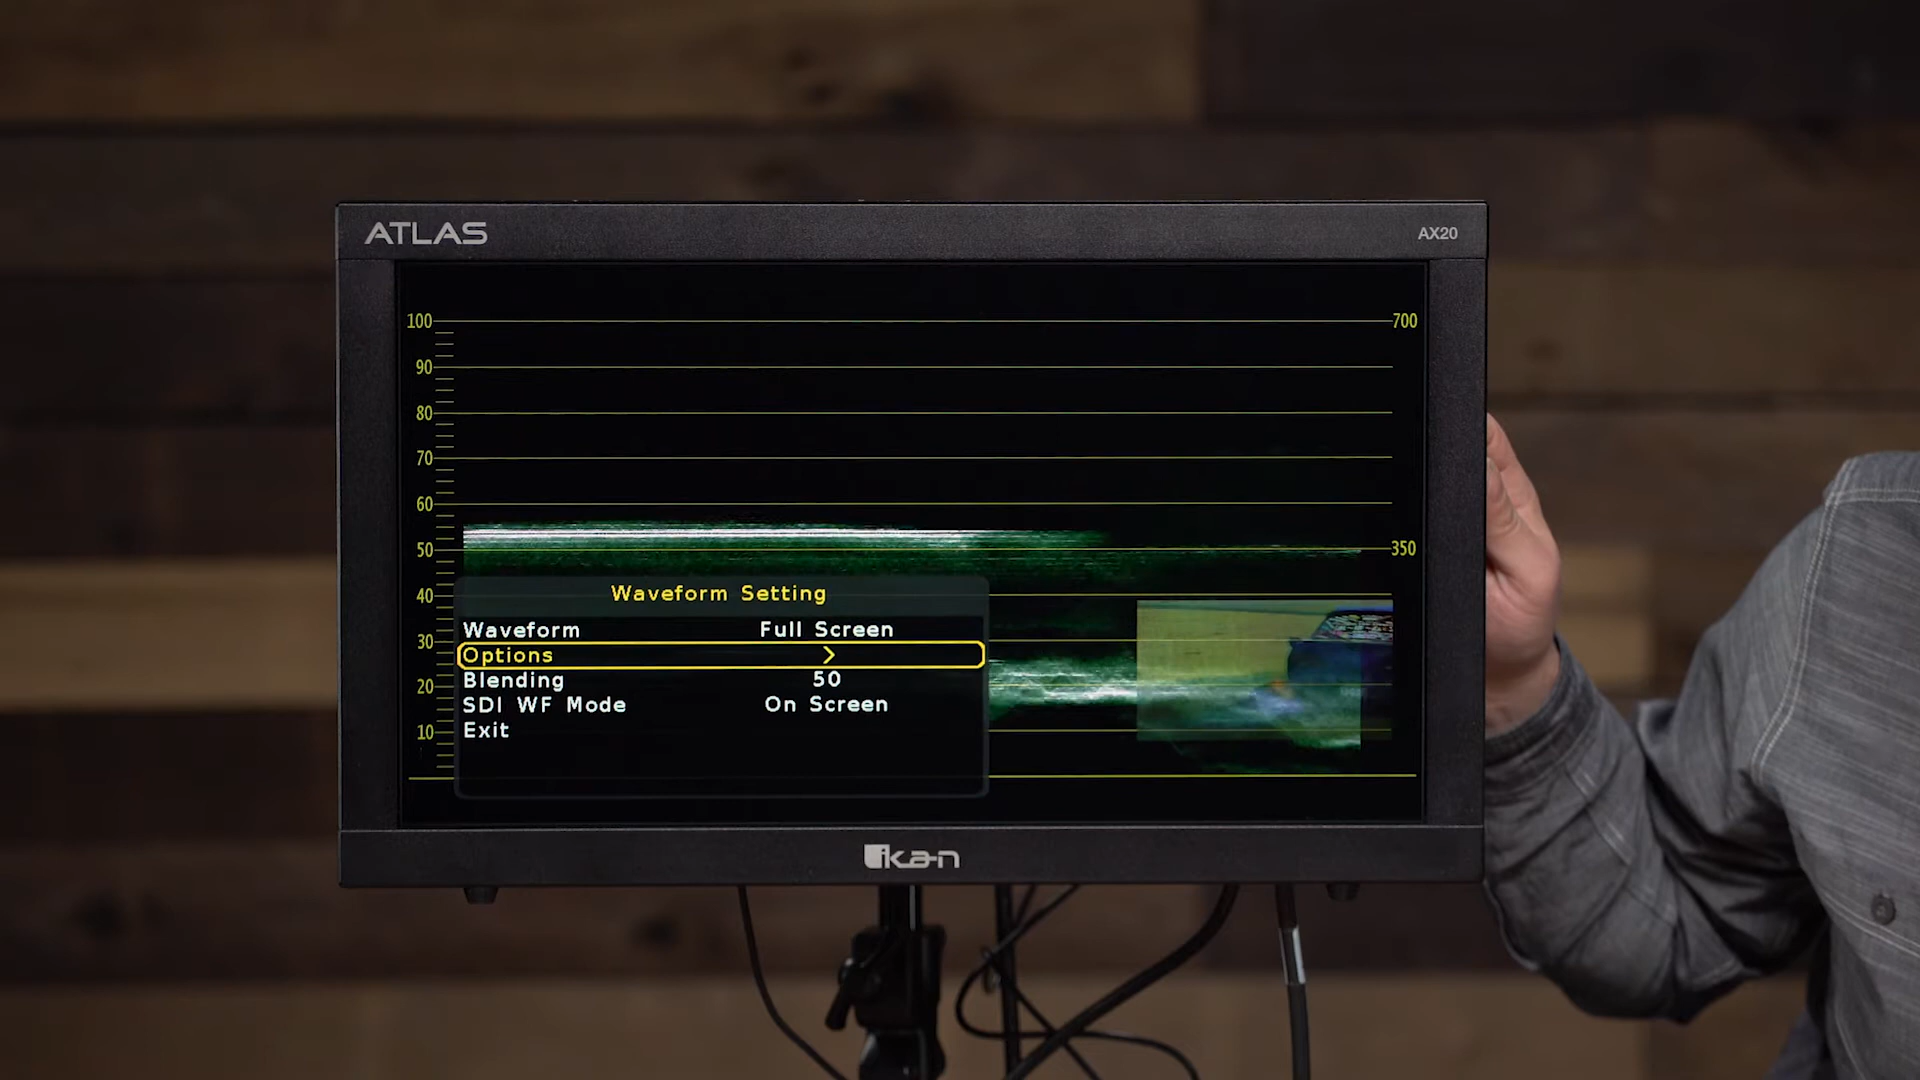 ATLAS
AX20
100
700
90
80
70
60
50
350
40
30
20
10
Waveform Setting
Waveform Full Screen
Options >
Blending 50
SDI WF Mode On Screen
Exit
ikan